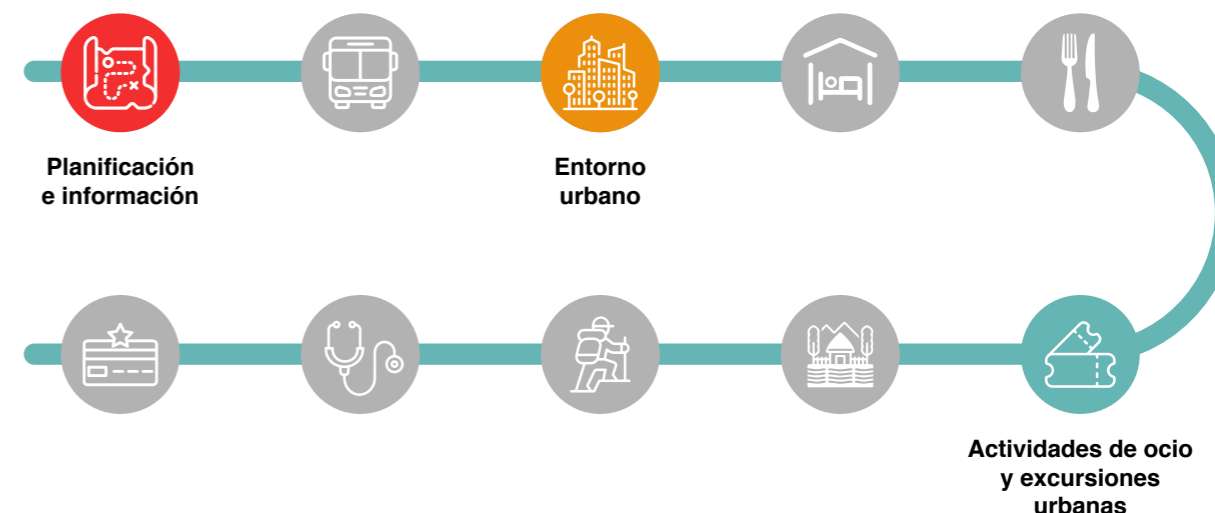 Planificación
e información
Entorno
urbano
Actividades de ocio
y excursiones
urbanas